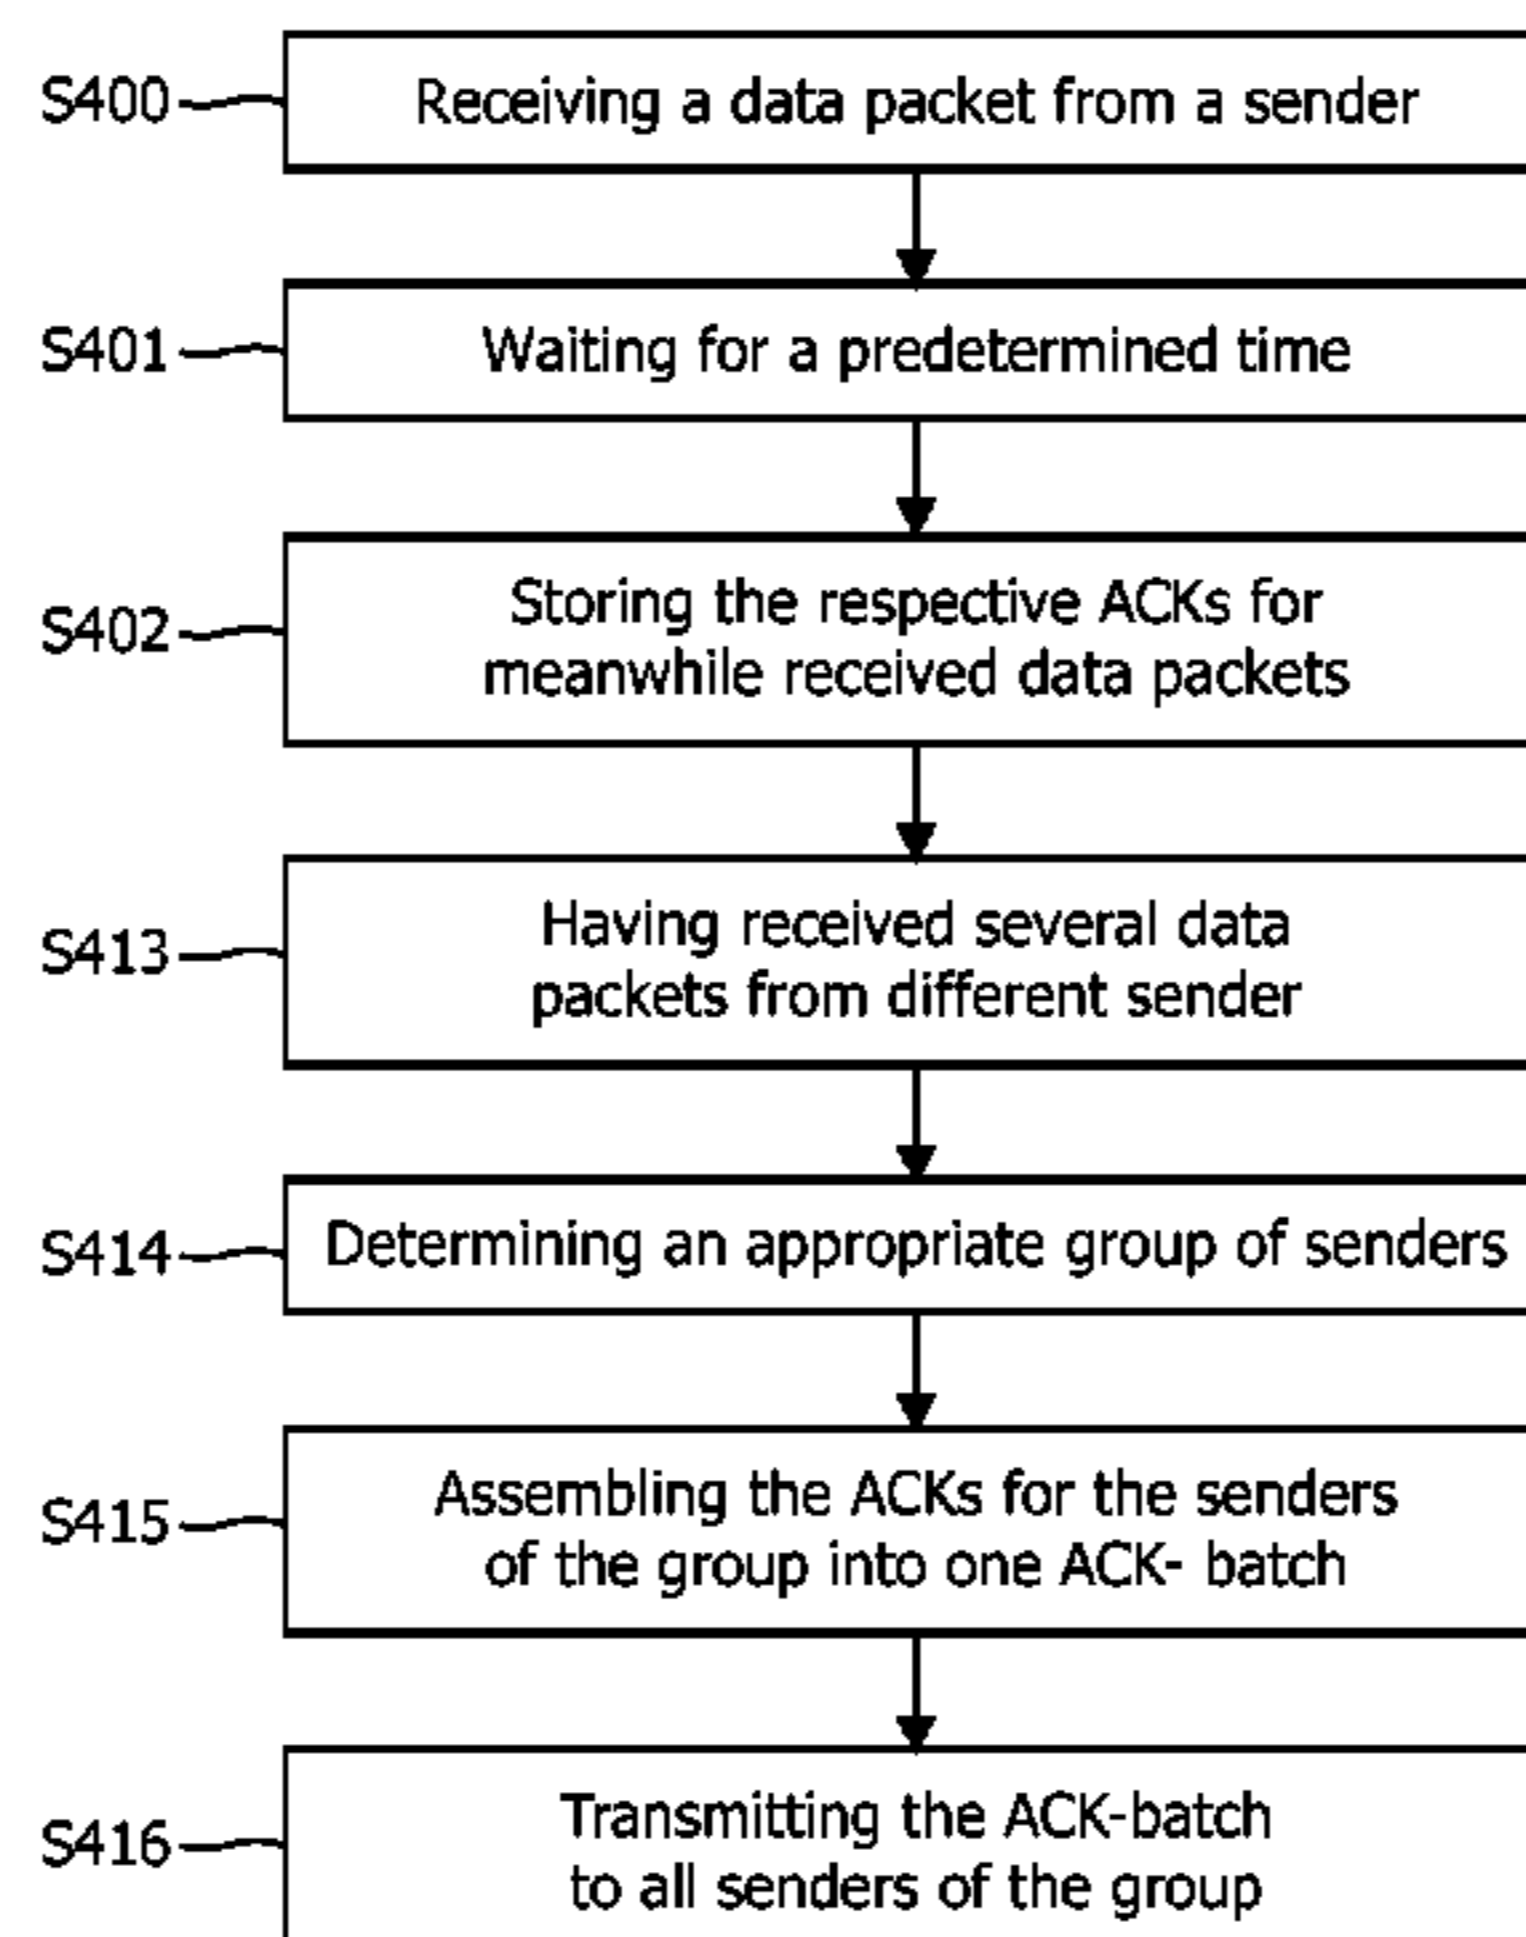 S400
Receiving a data packet from a sender
S401
Waiting for a predetermined time
S402
Storing the respective ACKs for
meanwhile received data packets
S413
Having received several data
packets from different sender
S414
Determining an appropriate group of senders
S415
Assembling the ACKs for the senders
of the group into one ACK- batch
S416
Transmitting the ACK-batch
to all senders of the group